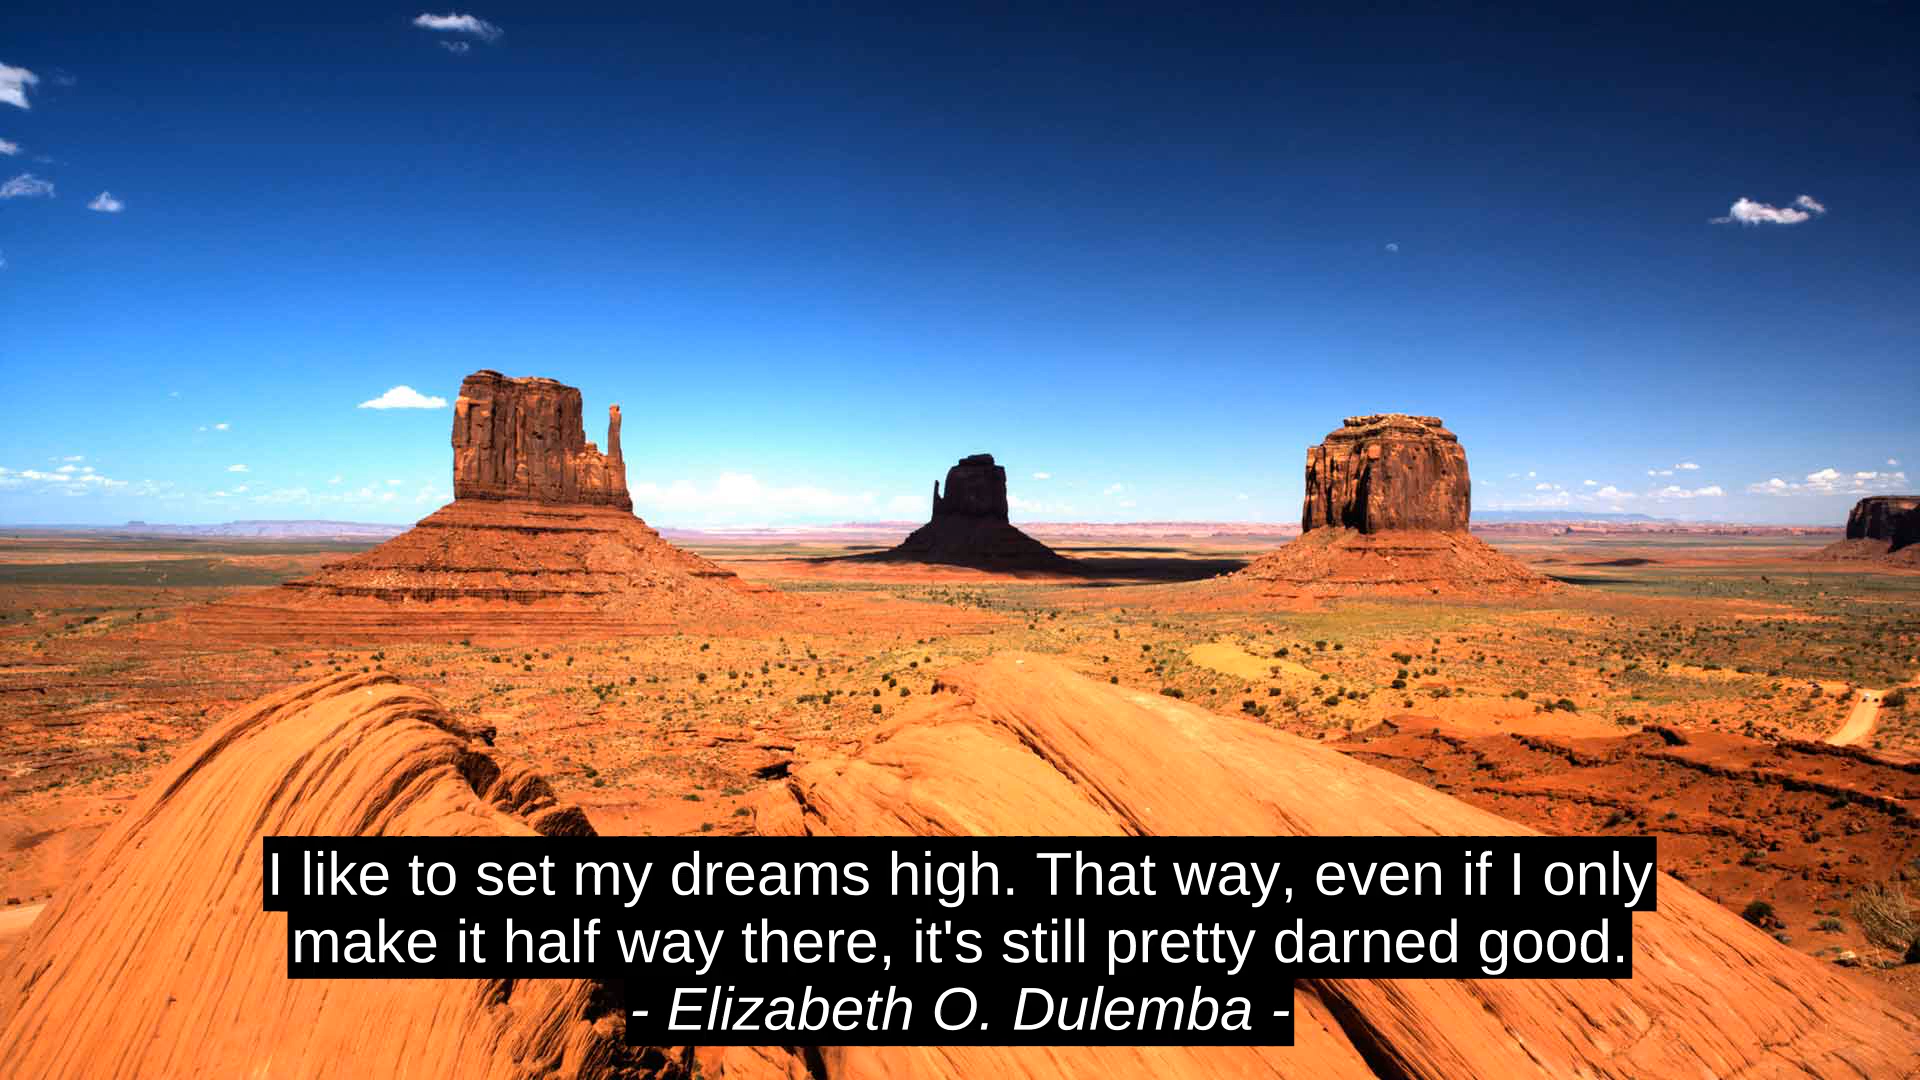 I like to set my dreams high. That way, even if I only
make it half way there, it's still pretty darned good.
- Elizabeth O. Dulemba -